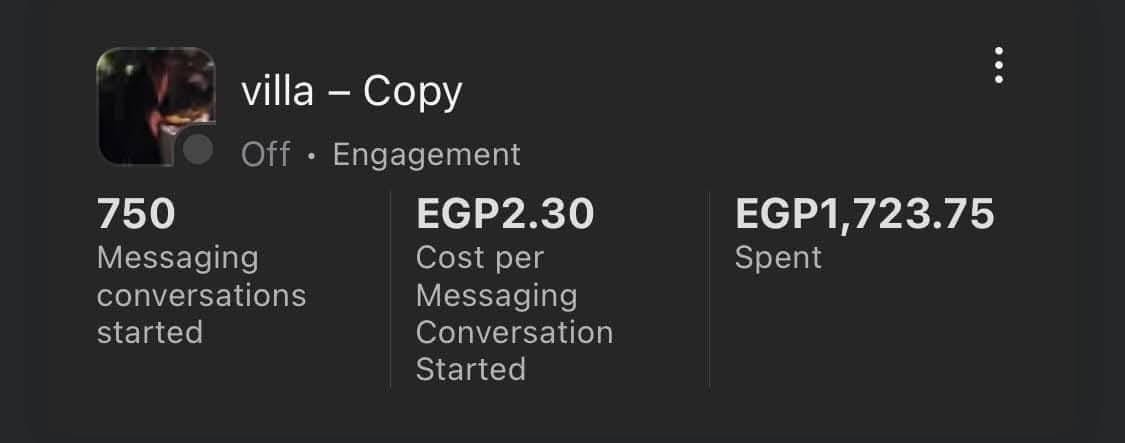 villa – Copy
Off • Engagement
750
Messaging
conversations
started
EGP2.30
Cost per
Messaging
Conversation
Started
EGP1,723.75
Spent